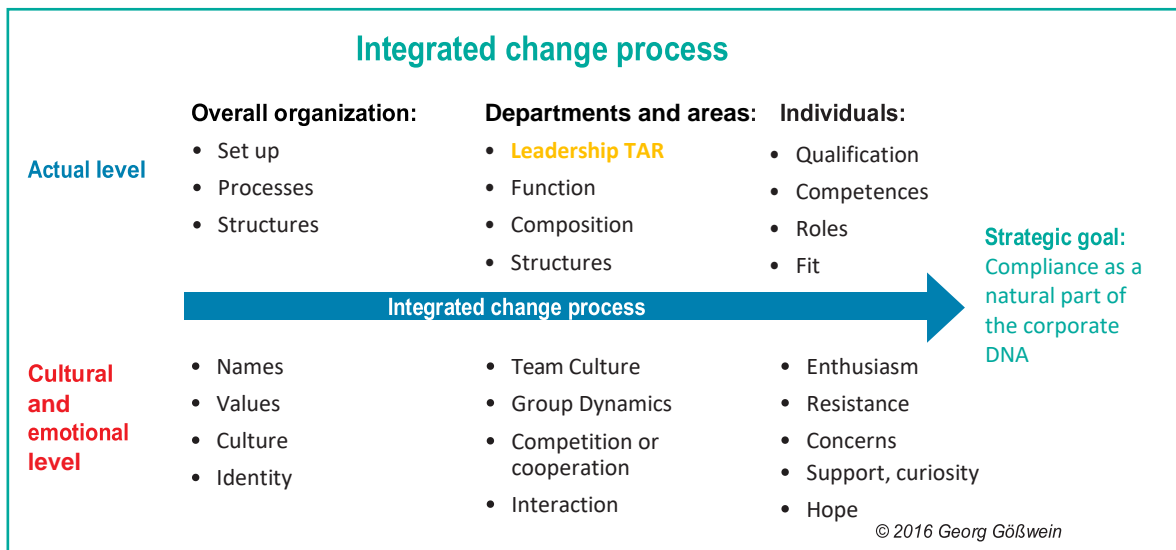 Integrated change process
Overall organization:
Departments and areas:
Individuals:
Actual level
• Set up
• Processes
• Structures
• Leadership TAR
• Function
• Composition
• Structures
• Qualification
• Competences
• Roles
• Fit
Integrated change process
Strategic goal:
Compliance as a
natural part of
the corporate
DNA
Cultural
and
emotional
level
• Names
• Values
• Culture
• Identity
• Team Culture
• Group Dynamics
• Competition or
cooperation
• Interaction
• Enthusiasm
• Resistance
• Concerns
• Support, curiosity
• Hope
© 2016 Georg Gößwein